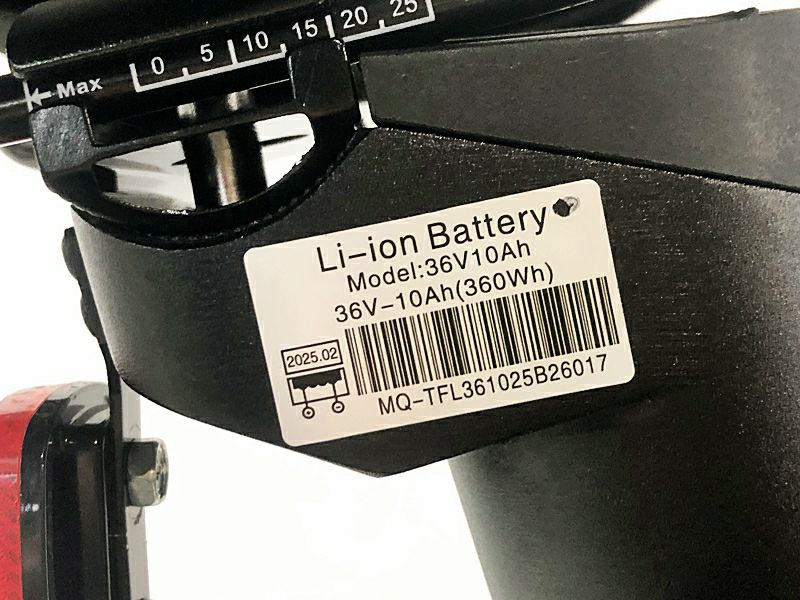 0 5 10 15 20 25
Max
Li-ion Battery
Model:36V10Ah
36V-10Ah(360Wh)
2025.02
MQ-TFL361025B26017